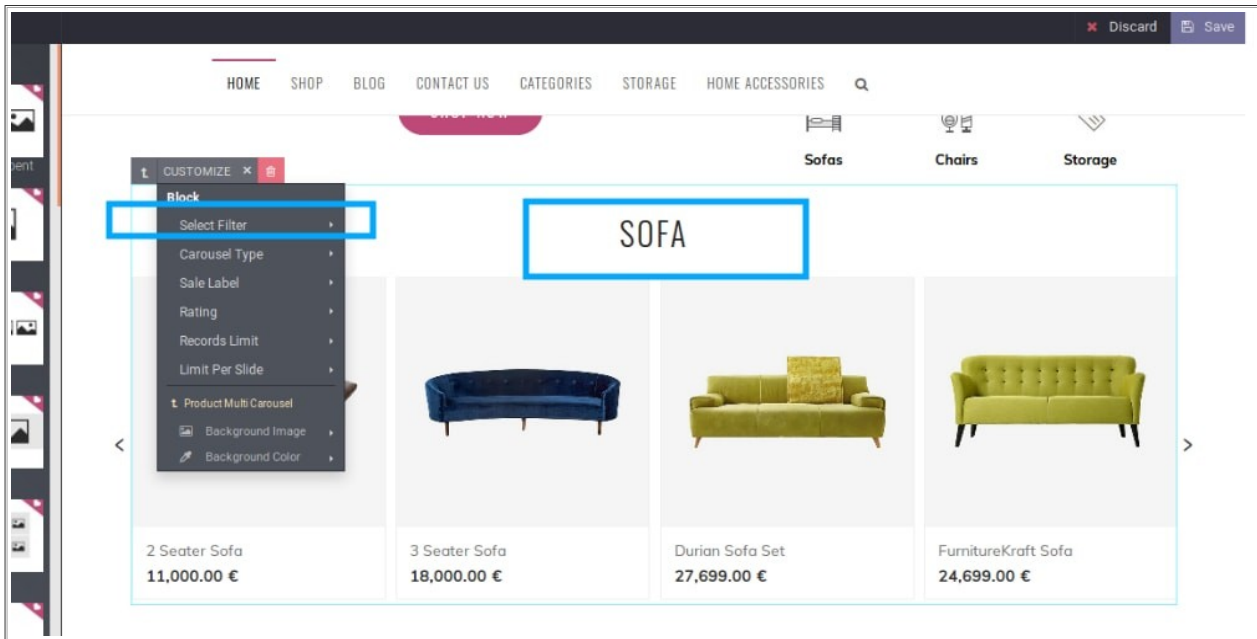 Discard Save
HOME SHOP BLOG CONTACT US CATEGORIES STORAGE HOME ACCESSORIES
Sofas Chairs Storage
CUSTOMIZE ×
Block
Select Filter
SOFA
Carousel Type
Sale Label
Rating
Records Limit
Limit Per Slide
Product Multi Carousel
Background Image
Background Color
2 Seater Sofa 3 Seater Sofa Durian Sofa Set FurnitureKraft Sofa
11,000.00 € 18,000.00 € 27,699.00 € 24,699.00 €